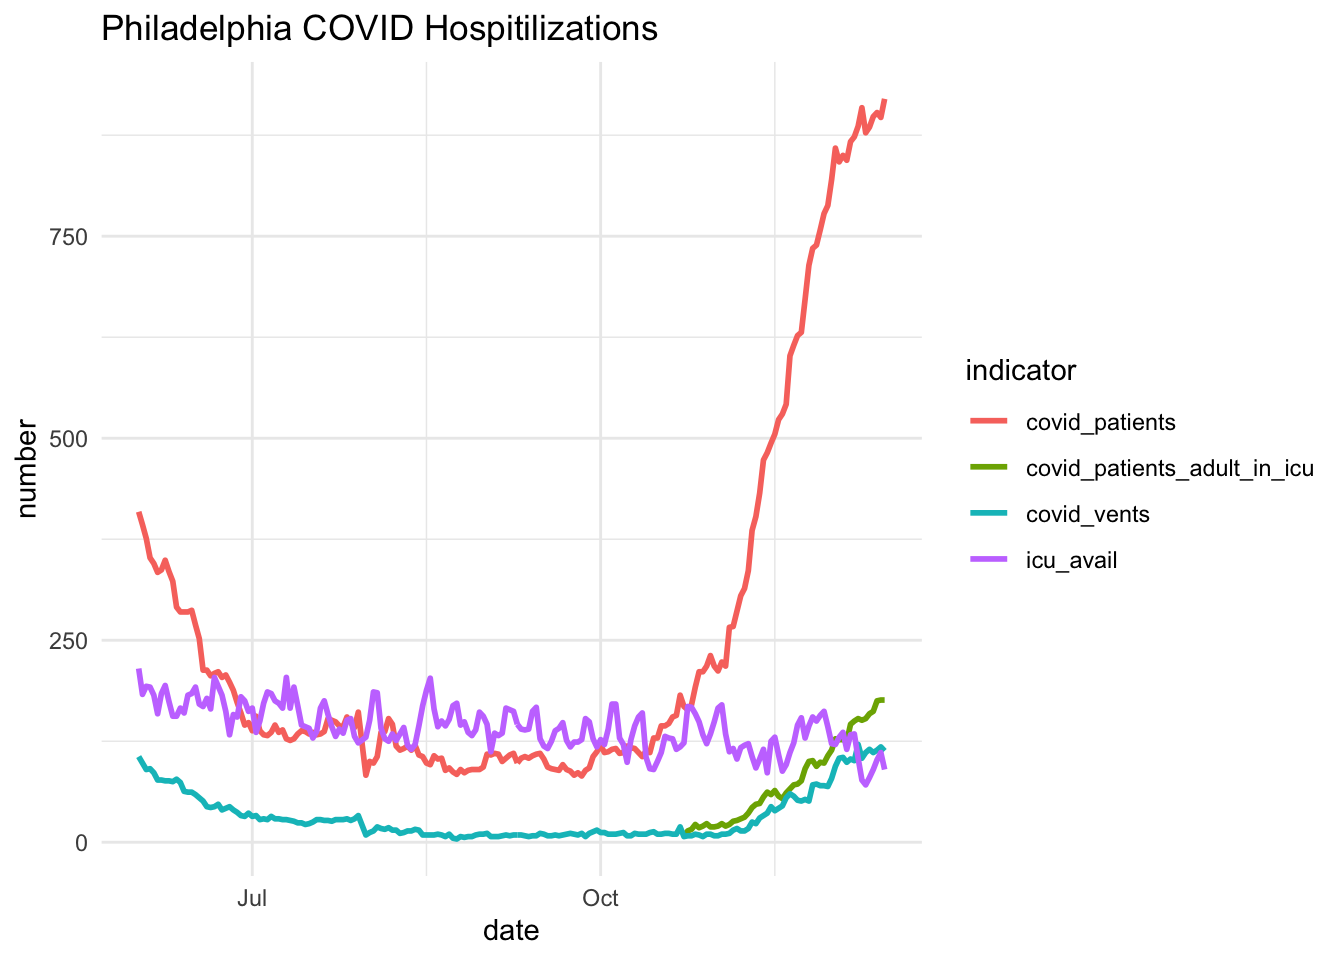 Philadelphia COVID Hospitilizations
number
750
500
250
0
Jul
Oct
date
indicator
covid_patients
covid_patients_adult_in_icu
covid_vents
icu_avail